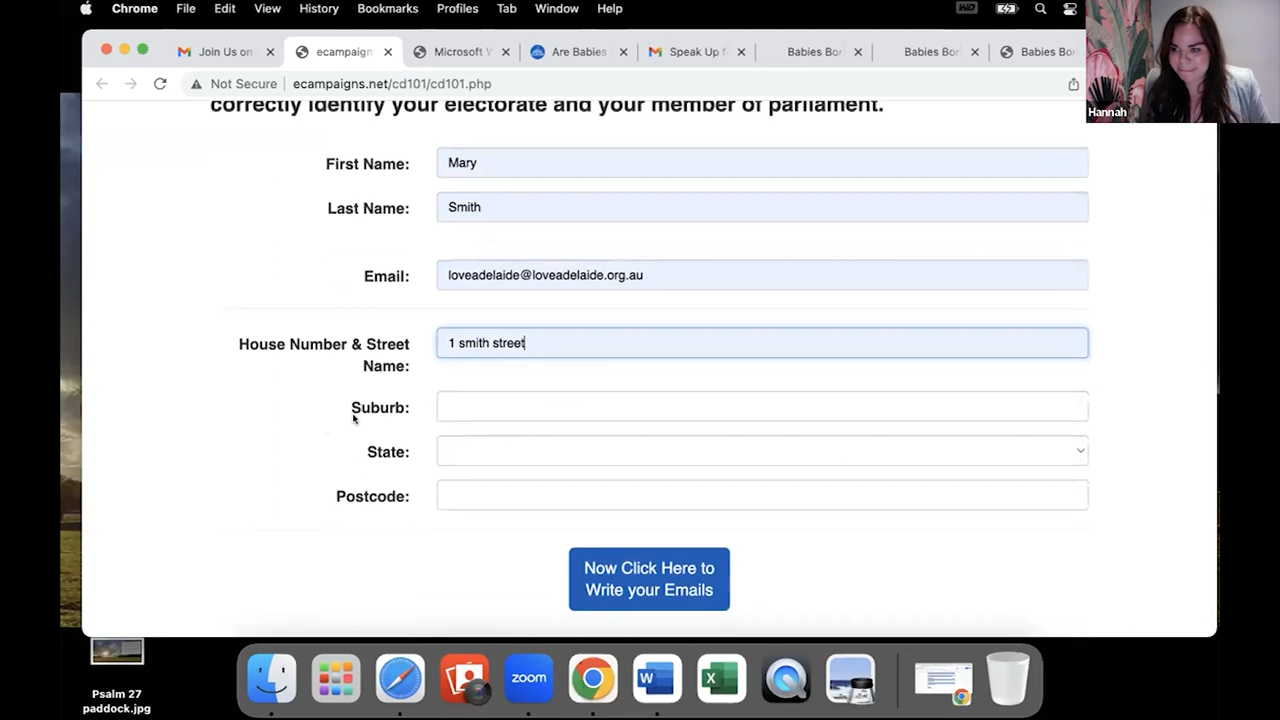 Chrome File Edit View History Bookmarks Profiles Tab Window Help
Join Us on ecampaign Microsoft W Are Babies Speak Up f Babies Bor Babies Bor Babies Bo
Not Secure ecampaigns.net/cd101/cd101.php
Hannah
correctly identify your electorate and your member of parliament.
First Name: Mary
Last Name: Smith
Email: loveadelaide@loveadelaide.org.au
House Number & Street 1 smith street
Name:
Suburb:
State:
Postcode:
Now Click Here to
Write your Emails
zoom
W X
Psalm 27
paddock.jpg